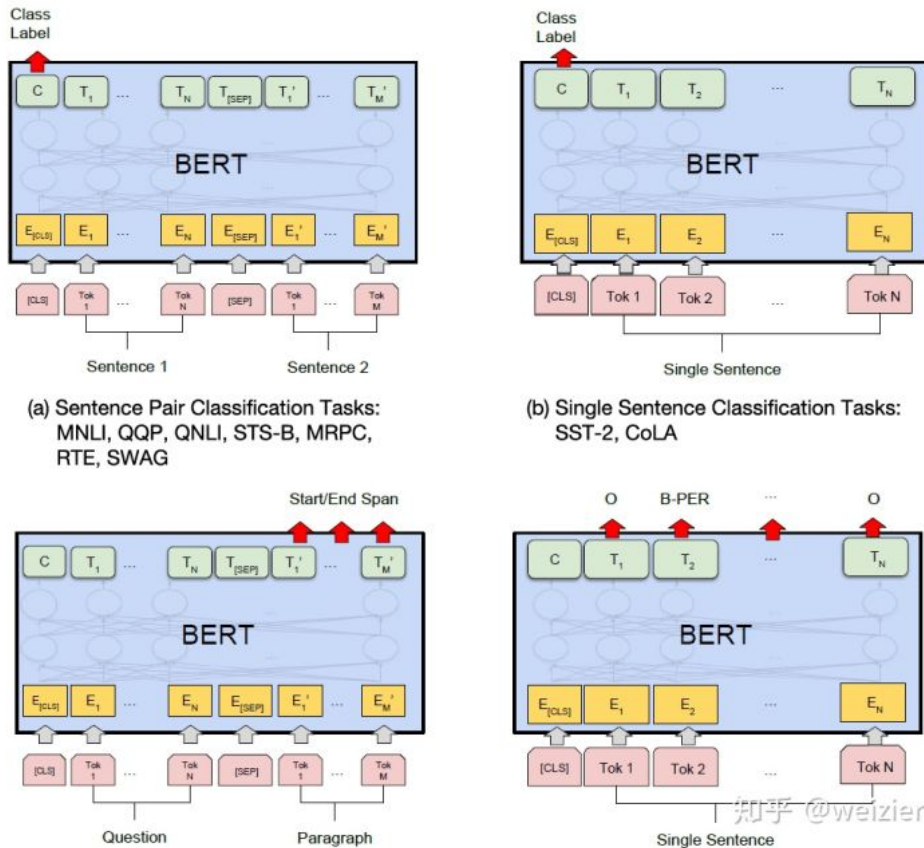 Class
Label
C T1 ... TN T[SEP] T1' ... TM'
BERT
E[CLS] E1 ... EN E[SEP] E1' ... EM'
[CLS] Tok 1 ... Tok N [SEP] Tok 1 ... Tok M
Sentence 1 Sentence 2
(a) Sentence Pair Classification Tasks:
MNLI, QQP, QNLI, STS-B, MRPC,
RTE, SWAG
Class
Label
C T1 T2 ... TN
BERT
E[CLS] E1 E2 ... EN
[CLS] Tok 1 Tok 2 ... Tok N
Single Sentence
(b) Single Sentence Classification Tasks:
SST-2, CoLA
Start/End Span
C T1 ... TN T[SEP] T1' ... TM'
BERT
E[CLS] E1 ... EN E[SEP] E1' ... EM'
[CLS] Tok 1 ... Tok N [SEP] Tok 1 ... Tok M
Question Paragraph
O B-PER ... O
C T1 T2 ... TN
BERT
E[CLS] E1 E2 ... EN
[CLS] Tok 1 Tok 2 ... Tok N
Single Sentence
知乎 @weizier